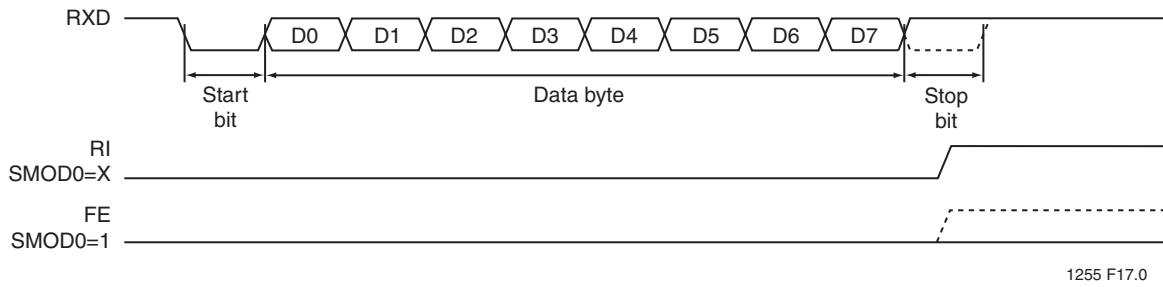 RXD
D0 D1 D2 D3 D4 D5 D6 D7
Start
bit
Data byte
Stop
bit
RI
SMOD0=X
FE
SMOD0=1
1255 F17.0